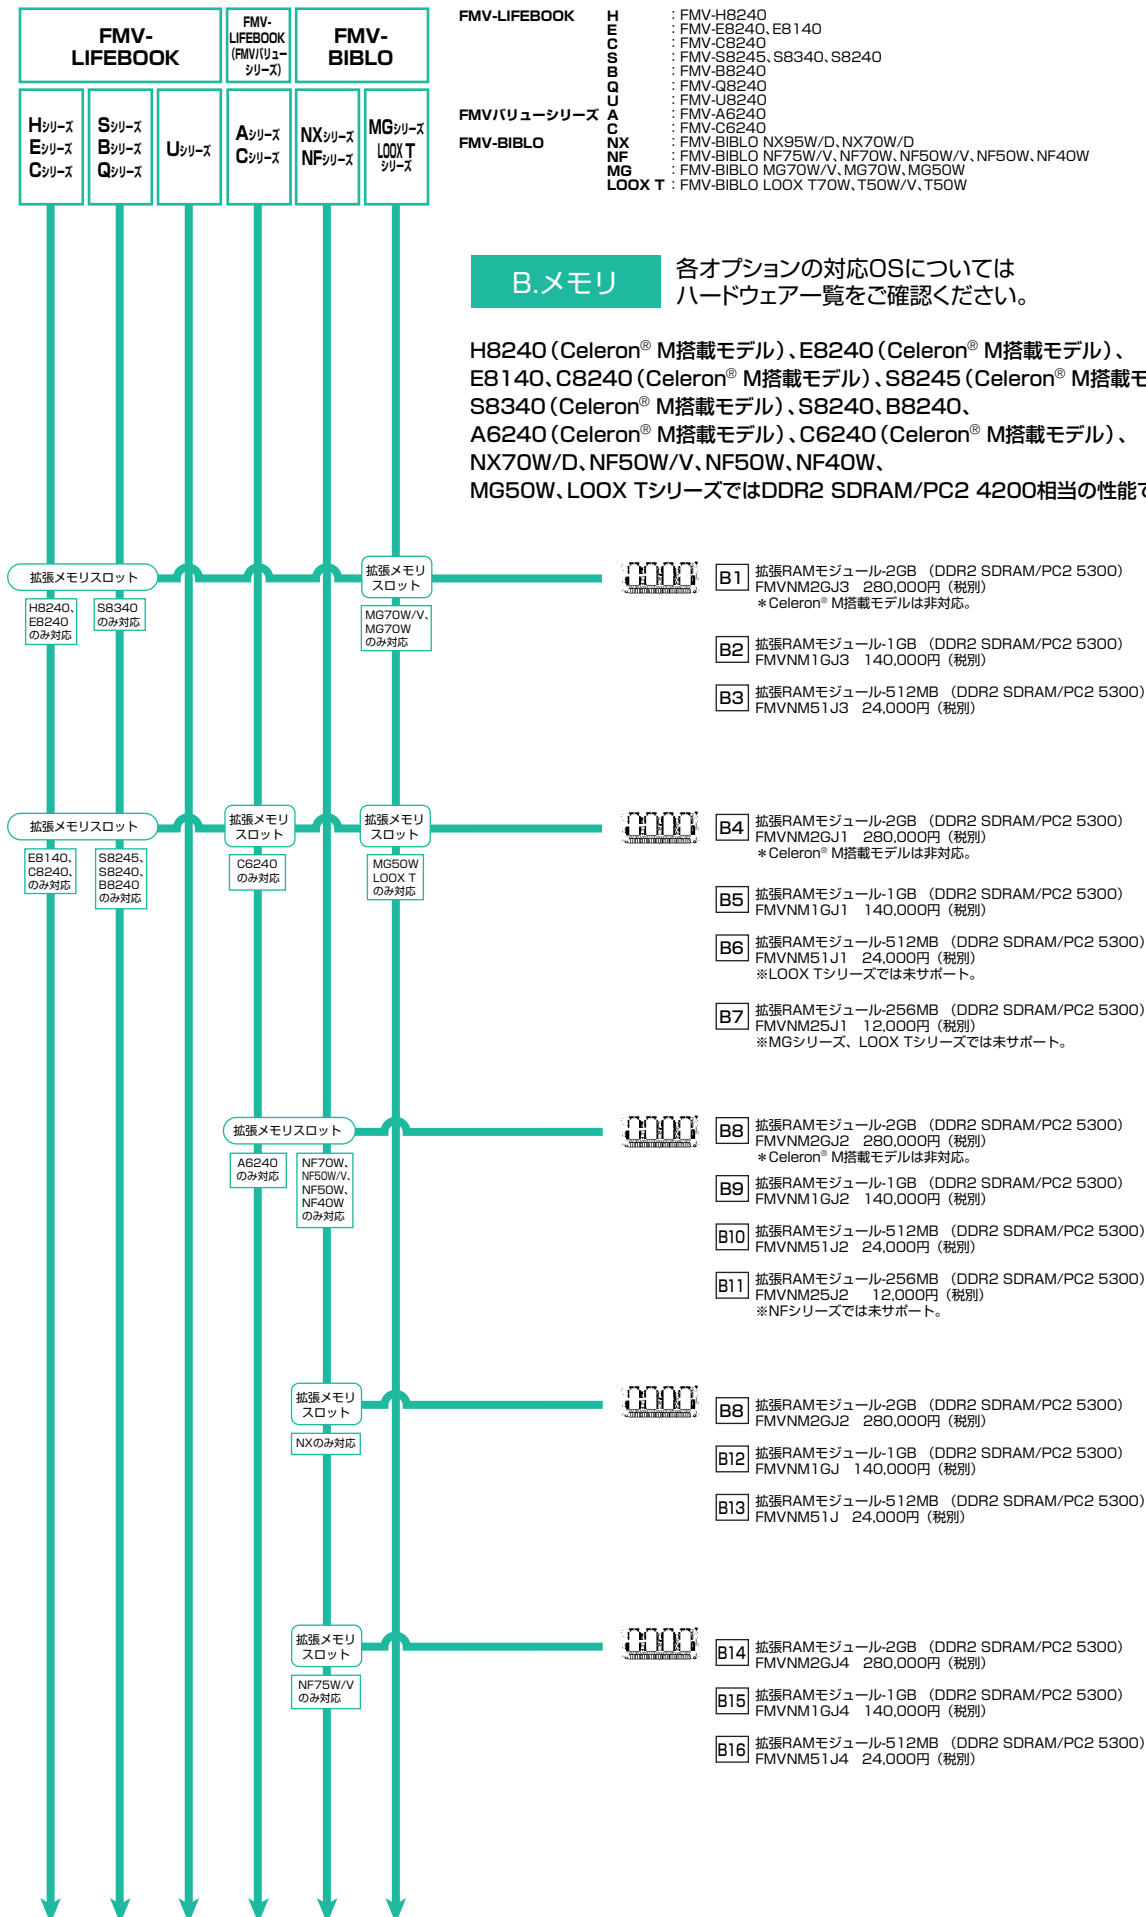 FMV-
LIFEBOOK
FMV-
LIFEBOOK
(FMVバリュー
シリーズ)
FMV-
BIBLO
Hシリーズ
Eシリーズ
Cシリーズ
Sシリーズ
Bシリーズ
Qシリーズ
Uシリーズ
Aシリーズ
Cシリーズ
NXシリーズ
NFシリーズ
MGシリーズ
LOOX T
シリーズ
FMV-LIFEBOOK H :FMV-H8240
E :FMV-E8240、E8140
C :FMV-C8240
S :FMV-S8245、S8340、S8240
B :FMV-B8240
Q :FMV-Q8240
U :FMV-U8240
FMVバリューシリーズ A :FMV-A6240
C :FMV-C6240
FMV-BIBLO NX :FMV-BIBLO NX95W/D、NX70W/D
NF :FMV-BIBLO NF75W/V、NF70W、NF50W/V、NF50W、NF40W
MG :FMV-BIBLO MG70W/V、MG70W、MG50W
LOOX T :FMV-BIBLO LOOX T70W、T50W/V、T50W
B.メモリ
各オプションの対応OSについては
ハードウェア一覧をご確認ください。
H8240(Celeron® M搭載モデル)、E8240(Celeron® M搭載モデル)、
E8140、C8240(Celeron® M搭載モデル)、S8245(Celeron® M搭載モ
S8340(Celeron® M搭載モデル)、S8240、B8240、
A6240(Celeron® M搭載モデル)、C6240(Celeron® M搭載モデル)、
NX70W/D、NF50W/V、NF50W、NF40W、
MG50W、LOOX TシリーズではDDR2 SDRAM/PC2 4200相当の性能で
拡張メモリスロット
H8240、
E8240
のみ対応
S8340
のみ対応
拡張メモリ
スロット
MG70W/V、
MG70W
のみ対応
B1 拡張RAMモジュール-2GB (DDR2 SDRAM/PC2 5300)
FMVNM2GJ3 280,000円(税別)
*Celeron® M搭載モデルは非対応。
B2 拡張RAMモジュール-1GB (DDR2 SDRAM/PC2 5300)
FMVNM1GJ3 140,000円(税別)
B3 拡張RAMモジュール-512MB (DDR2 SDRAM/PC2 5300)
FMVNM51J3 24,000円(税別)
拡張メモリスロット
E8140、
C8240、
のみ対応
S8245、
S8240、
B8240
のみ対応
拡張メモリ
スロット
C6240
のみ対応
拡張メモリ
スロット
MG50W
LOOX T
のみ対応
B4 拡張RAMモジュール-2GB (DDR2 SDRAM/PC2 5300)
FMVNM2GJ1 280,000円(税別)
*Celeron® M搭載モデルは非対応。
B5 拡張RAMモジュール-1GB (DDR2 SDRAM/PC2 5300)
FMVNM1GJ1 140,000円(税別)
B6 拡張RAMモジュール-512MB (DDR2 SDRAM/PC2 5300)
FMVNM51J1 24,000円(税別)
※LOOX Tシリーズでは未サポート。
B7 拡張RAMモジュール-256MB (DDR2 SDRAM/PC2 5300)
FMVNM25J1 12,000円(税別)
※MGシリーズ、LOOX Tシリーズでは未サポート。
拡張メモリスロット
A6240
のみ対応
NF70W、
NF50W/V、
NF50W、
NF40W
のみ対応
B8 拡張RAMモジュール-2GB (DDR2 SDRAM/PC2 5300)
FMVNM2GJ2 280,000円(税別)
*Celeron® M搭載モデルは非対応。
B9 拡張RAMモジュール-1GB (DDR2 SDRAM/PC2 5300)
FMVNM1GJ2 140,000円(税別)
B10 拡張RAMモジュール-512MB (DDR2 SDRAM/PC2 5300)
FMVNM51J2 24,000円(税別)
B11 拡張RAMモジュール-256MB (DDR2 SDRAM/PC2 5300)
FMVNM25J2 12,000円(税別)
※NFシリーズでは未サポート。
拡張メモリ
スロット
NXのみ対応
B8 拡張RAMモジュール-2GB (DDR2 SDRAM/PC2 5300)
FMVNM2GJ2 280,000円(税別)
B12 拡張RAMモジュール-1GB (DDR2 SDRAM/PC2 5300)
FMVNM1GJ 140,000円(税別)
B13 拡張RAMモジュール-512MB (DDR2 SDRAM/PC2 5300)
FMVNM51J 24,000円(税別)
拡張メモリ
スロット
NF75W/V
のみ対応
B14 拡張RAMモジュール-2GB (DDR2 SDRAM/PC2 5300)
FMVNM2GJ4 280,000円(税別)
B15 拡張RAMモジュール-1GB (DDR2 SDRAM/PC2 5300)
FMVNM1GJ4 140,000円(税別)
B16 拡張RAMモジュール-512MB (DDR2 SDRAM/PC2 5300)
FMVNM51J4 24,000円(税別)